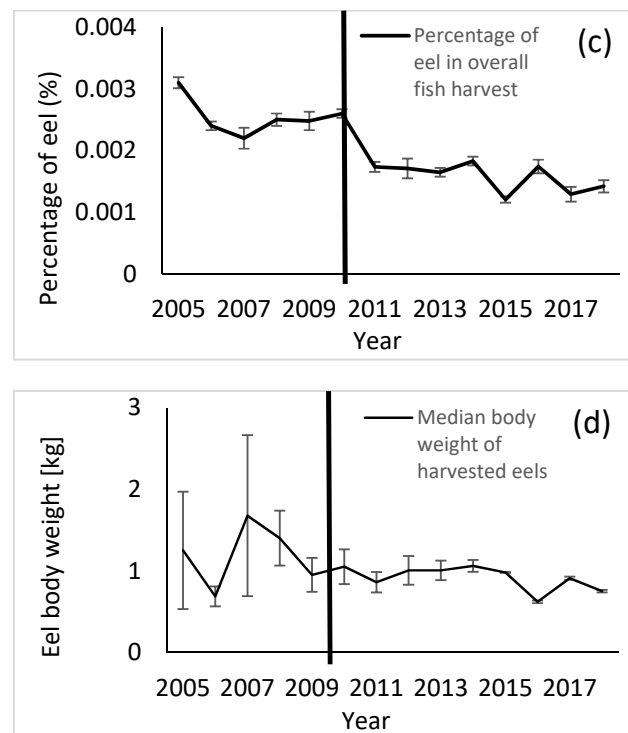 0.004
0.003
0.002
0.001
0
Percentage of eel (%)
Percentage of
eel in overall
fish harvest
(c)
2005 2007 2009 2011 2013 2015 2017
Year
3
2
1
0
Eel body weight [kg]
Median body
weight of
harvested eels
(d)
2005 2007 2009 2011 2013 2015 2017
Year